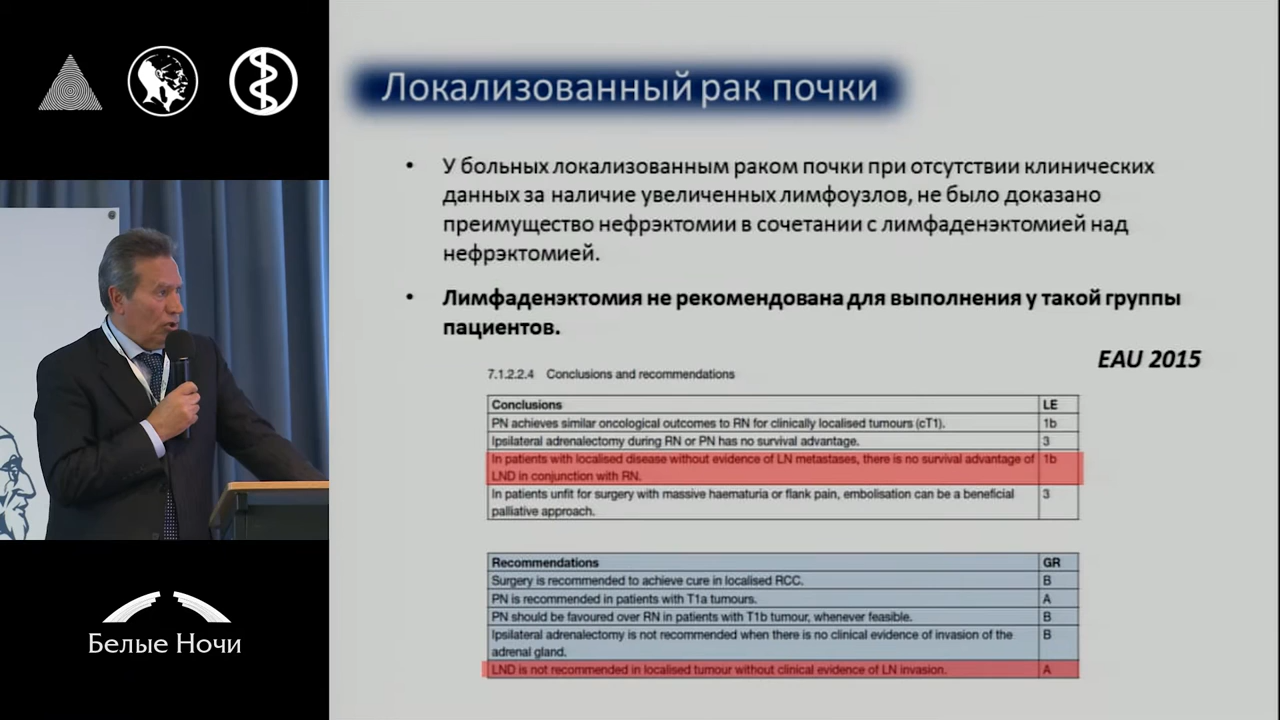 Локализованный рак почки
• У больных локализованным раком почки при отсутствии клинических
данных за наличие увеличенных лимфоузлов, не было доказано
преимущество нефрэктомии в сочетании с лимфаденэктомией над
нефрэктомией.
• Лимфаденэктомия не рекомендована для выполнения у такой группы
пациентов.
EAU 2015
7.1.2.2.4 Conclusions and recommendations
Conclusions LE
PN achieves similar oncological outcomes to RN for clinically localised tumours (cT1). 1b
Ipsilateral adrenalectomy during RN or PN has no survival advantage. 3
In patients with localised disease without evidence of LN metastases, there is no survival advantage of 1b
LND in conjunction with RN.
In patients unfit for surgery with massive haematuria or flank pain, embolisation can be a beneficial 3
palliative approach.
Recommendations GR
Surgery is recommended to achieve cure in localised RCC. B
PN is recommended in patients with T1a tumours. A
PN should be favoured over RN in patients with T1b tumour, whenever feasible. B
Ipsilateral adrenalectomy is not recommended when there is no clinical evidence of invasion of the B
adrenal gland.
LND is not recommended in localised tumour without clinical evidence of LN invasion. A
Белые Ночи